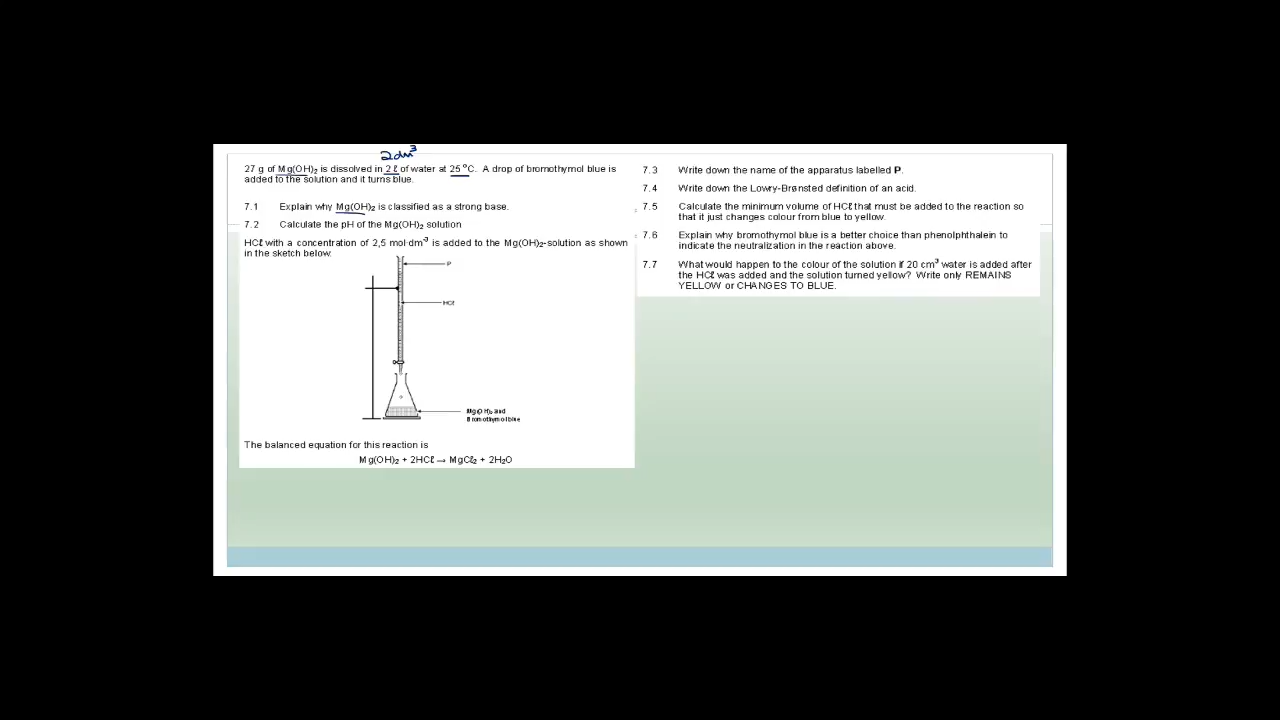 2dm³
27 g of Mg(OH)₂ is dissolved in 2 ℓ of water at 25 °C. A drop of bromothymol blue is
added to the solution and it turns blue.
7.1 Explain why Mg(OH)₂ is classified as a strong base.
7.2 Calculate the pH of the Mg(OH)₂ solution
HCℓ with a concentration of 2,5 mol·dm⁻³ is added to the Mg(OH)₂-solution as shown
in the sketch below.
P
HCℓ
Mg(OH)₂ and
Bromothymol blue
The balanced equation for this reaction is
Mg(OH)₂ + 2HCℓ → MgCℓ₂ + 2H₂O
7.3 Write down the name of the apparatus labelled P.
7.4 Write down the Lowry-Brønsted definition of an acid.
7.5 Calculate the minimum volume of HCℓ that must be added to the reaction so
that it just changes colour from blue to yellow.
7.6 Explain why bromothymol blue is a better choice than phenolphthalein to
indicate the neutralization in the reaction above.
7.7 What would happen to the colour of the solution if 20 cm³ water is added after
the HCℓ was added and the solution turned yellow? Write only REMAINS
YELLOW or CHANGES TO BLUE.